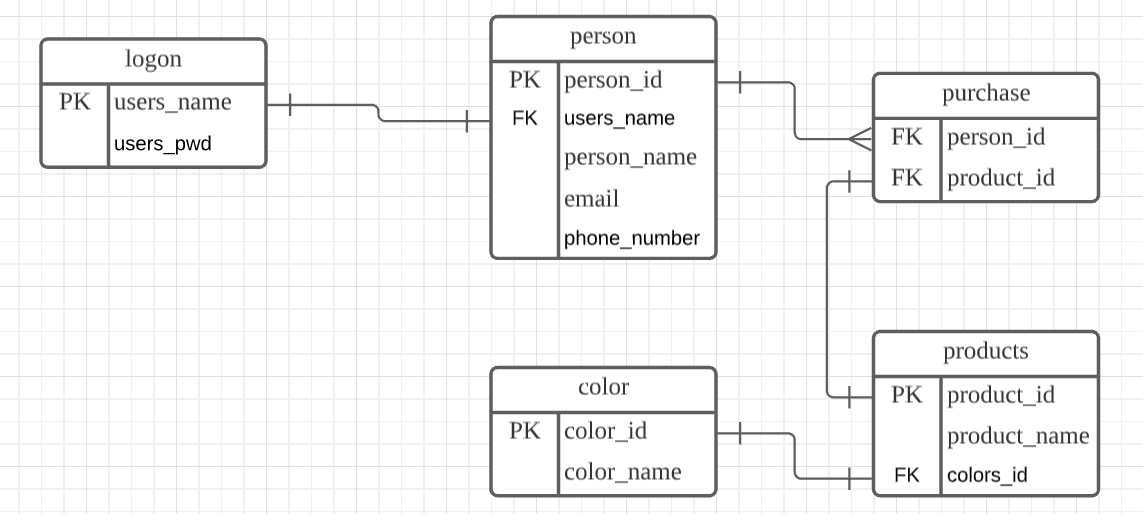 logon
PK users_name
users_pwd
person
PK person_id
FK users_name
person_name
email
phone_number
purchase
FK person_id
FK product_id
color
PK color_id
color_name
products
PK product_id
product_name
FK colors_id